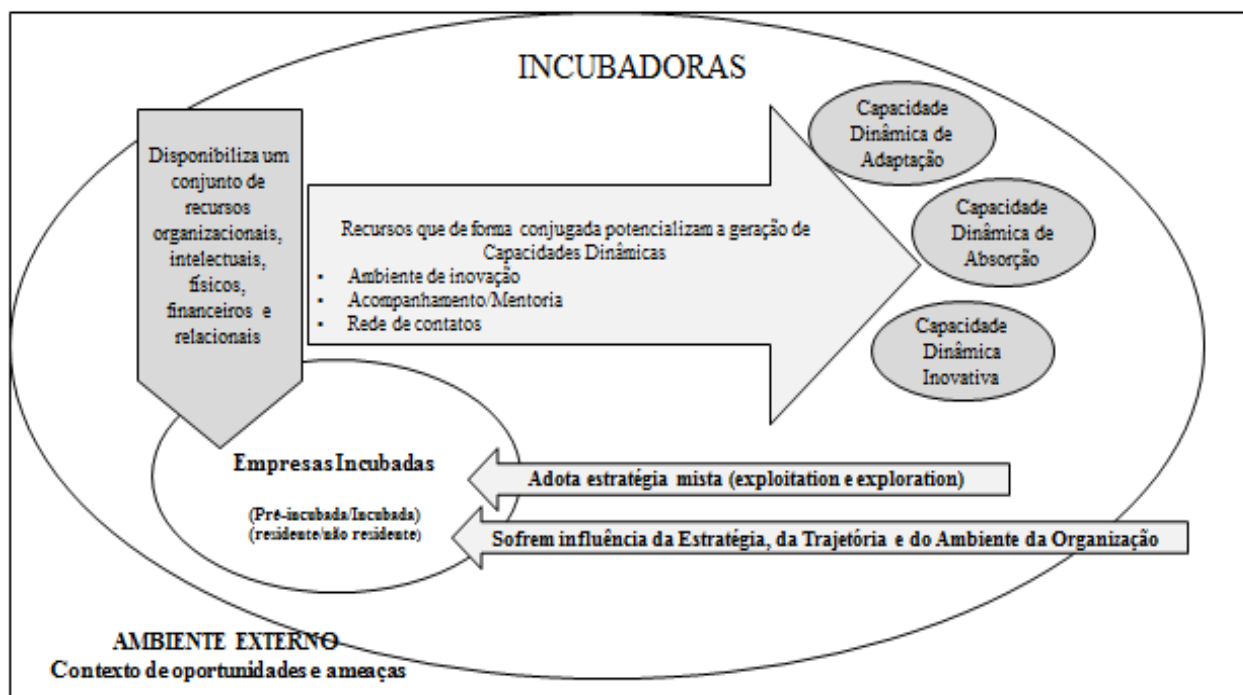 INCUBADORAS
Disponibiliza um
conjunto de
recursos
organizacionais,
intelectuais,
físicos,
financeiros e
relacionais
Recursos que de forma conjugada potencializam a geração de
Capacidades Dinâmicas
• Ambiente de inovação
• Acompanhamento/Mentoria
• Rede de contatos
Capacidade
Dinâmica de
Adaptação
Capacidade
Dinâmica de
Absorção
Capacidade
Dinâmica
Inovativa
Empresas Incubadas
(Pré-incubada/Incubada)
(residente/não residente)
Adota estratégia mista (exploitation e exploration)
Sofrem influência da Estratégia, da Trajetória e do Ambiente da Organização
AMBIENTE EXTERNO
Contexto de oportunidades e ameaças